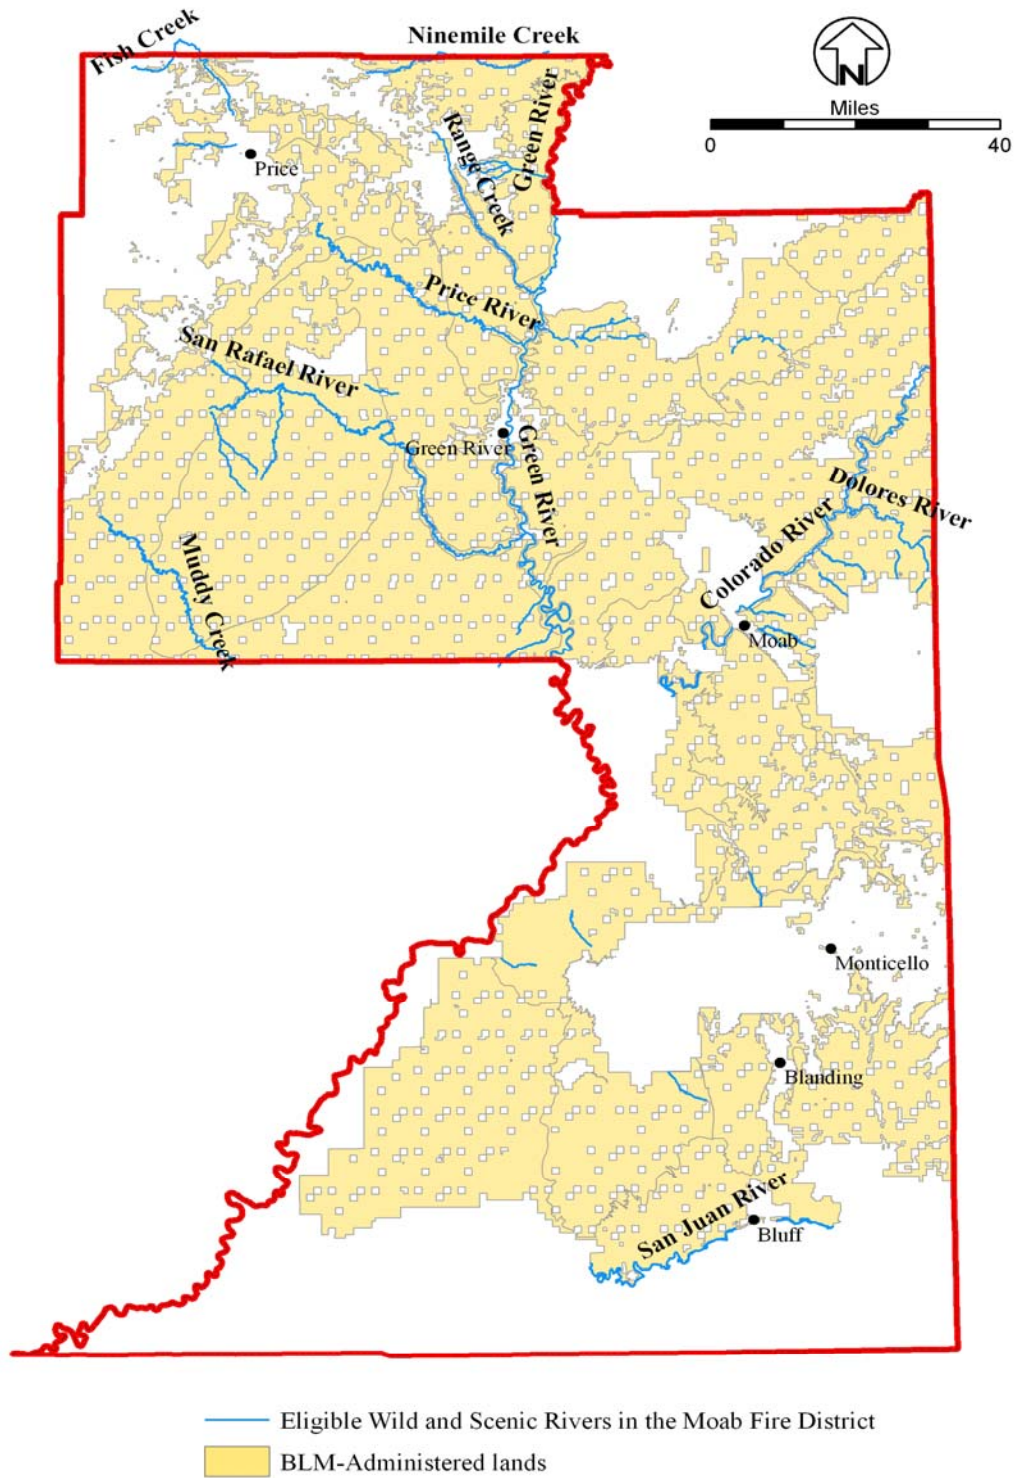 Fish Creek
Ninemile Creek
N
Miles
0 40
Green River
Range Creek
Price
Price River
San Rafael River
Green River
Green River
Dolores River
Colorado River
Muddy Creek
Moab
Monticello
Blanding
San Juan River
Bluff
Eligible Wild and Scenic Rivers in the Moab Fire District
BLM-Administered lands